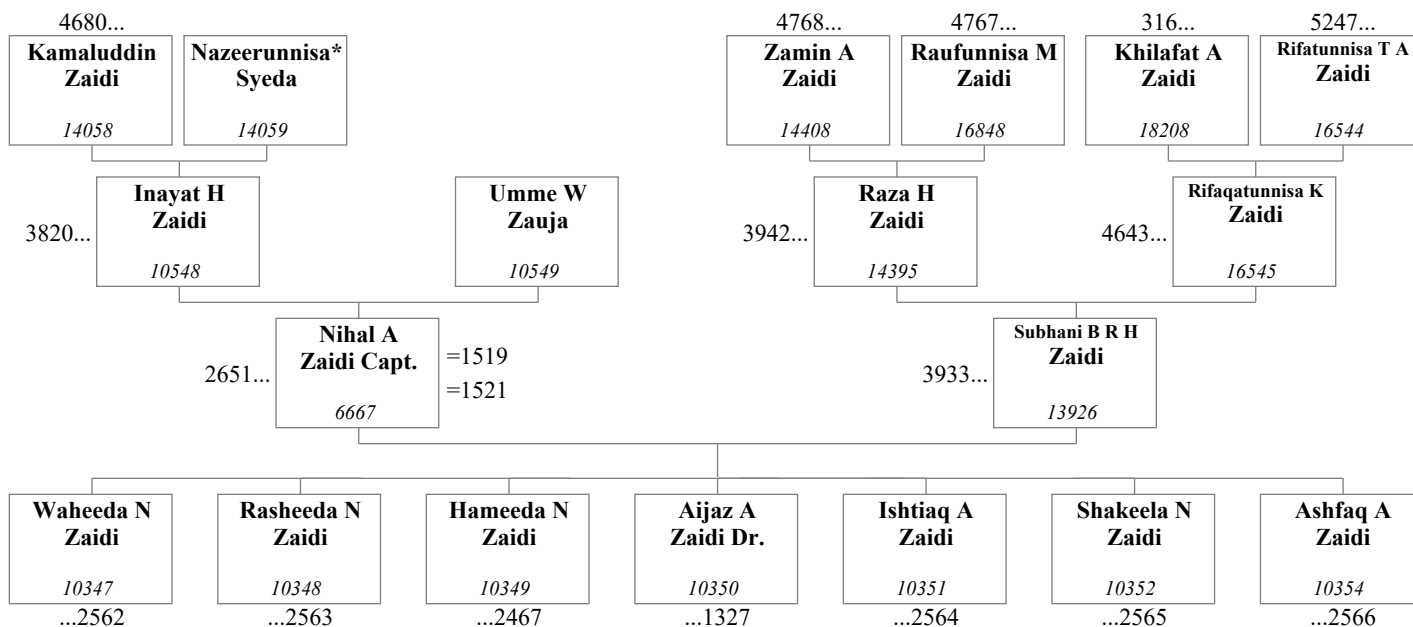 4680...
4768...
4767...
316...
5247...
Kamaluddin
Zaidi
14058
Nazeerunnisa*
Syeda
14059
Zamin A
Zaidi
14408
Raufunnisa M
Zaidi
16848
Khilafat A
Zaidi
18208
Rifatunnisa T A
Zaidi
16544
3820...
Inayat H
Zaidi
10548
Umme W
Zauja
10549
3942...
Raza H
Zaidi
14395
4643...
Rifaqatunnisa K
Zaidi
16545
2651...
Nihal A
Zaidi Capt.
6667
=1519
=1521
3933...
Subhani B R H
Zaidi
13926
Waheeda N
Zaidi
10347
...2562
Rasheeda N
Zaidi
10348
...2563
Hameeda N
Zaidi
10349
...2467
Aijaz A
Zaidi Dr.
10350
...1327
Ishtiaq A
Zaidi
10351
...2564
Shakeela N
Zaidi
10352
...2565
Ashfaq A
Zaidi
10354
...2566